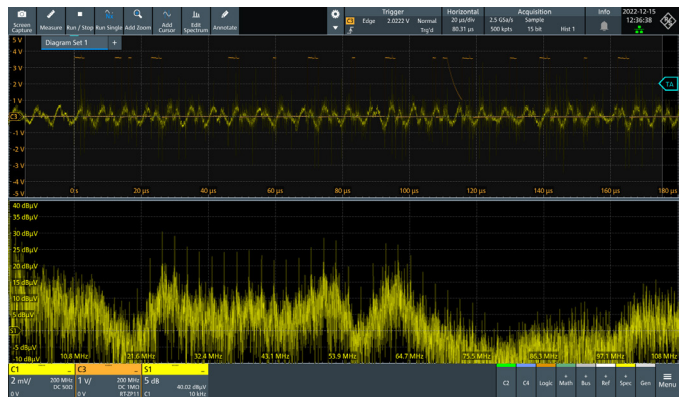 Trigger
Horizontal
Acquisition
Info
2022-12-15
Screen Capture
Measure
Run / Stop
Run Single
Add Zoom
Add Cursor
Edit Spectrum
Annotate
C3 Edge 2.0222 V Normal
Trig'd
20 µs/div
80.31 µs
2.5 GSa/s Sample
500 kpts 15 bit Hist 1
12:36:38
Diagram Set 1 +
5 V
4 V
3 V
2 V
1 V
C3
-1 V
-2 V
-3 V
-4 V
-5 V
TA
0 s 20 µs 40 µs 60 µs 80 µs 100 µs 120 µs 140 µs 160 µs 180 µs
40 dBµV
35 dBµV
30 dBµV
25 dBµV
20 dBµV
15 dBµV
10 dBµV
5 dBµV
S1
-5 dBµV
-10 dBµV
10.8 MHz 21.6 MHz 32.4 MHz 43.1 MHz 53.9 MHz 64.7 MHz 75.5 MHz 86.3 MHz 97.1 MHz 108 MHz
C1
2 mV/ 200 MHz
DC 50Ω
0 V
C3
1 V/ 200 MHz
DC 1MΩ
0 V RT-ZP11
S1
5 dB
40.02 dBµV
C1 10 kHz
C2
C4
Logic
+ Math
+ Bus
+ Ref
+ Spec
Gen
Menu